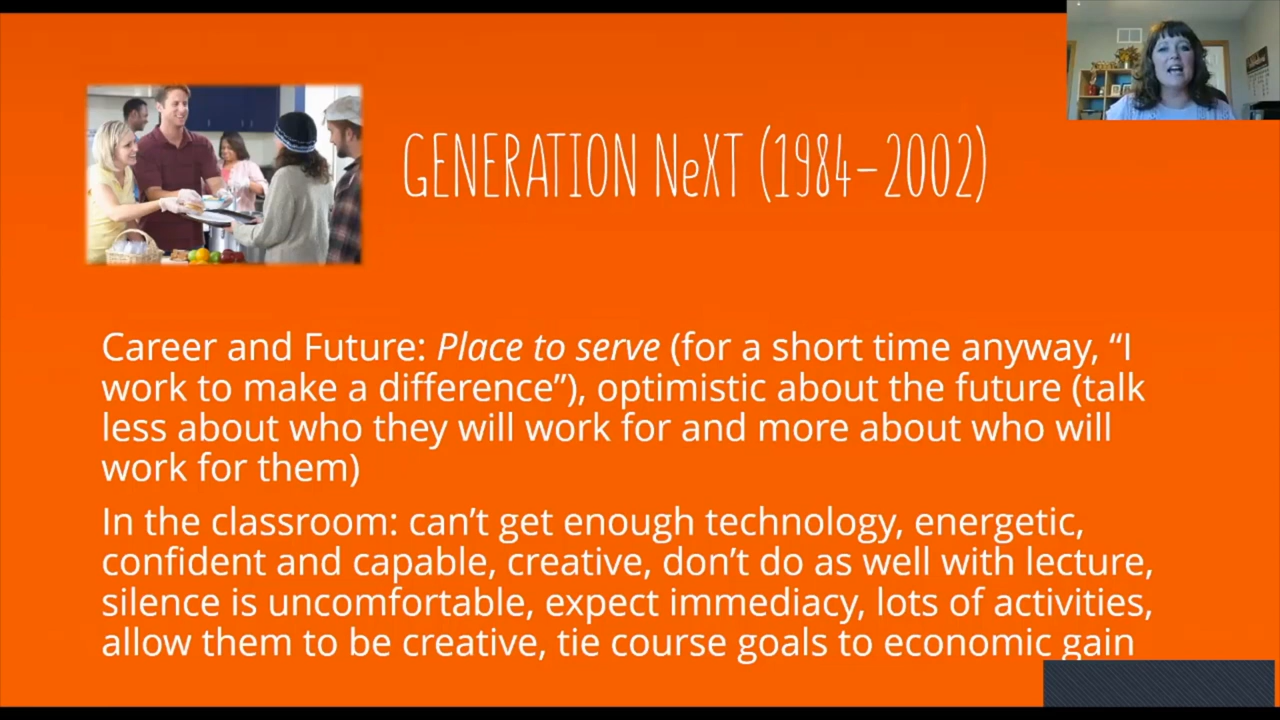 GENERATION NeXT (1984–2002)
Career and Future: Place to serve (for a short time anyway, “I
work to make a difference”), optimistic about the future (talk
less about who they will work for and more about who will
work for them)
In the classroom: can’t get enough technology, energetic,
confident and capable, creative, don’t do as well with lecture,
silence is uncomfortable, expect immediacy, lots of activities,
allow them to be creative, tie course goals to economic gain